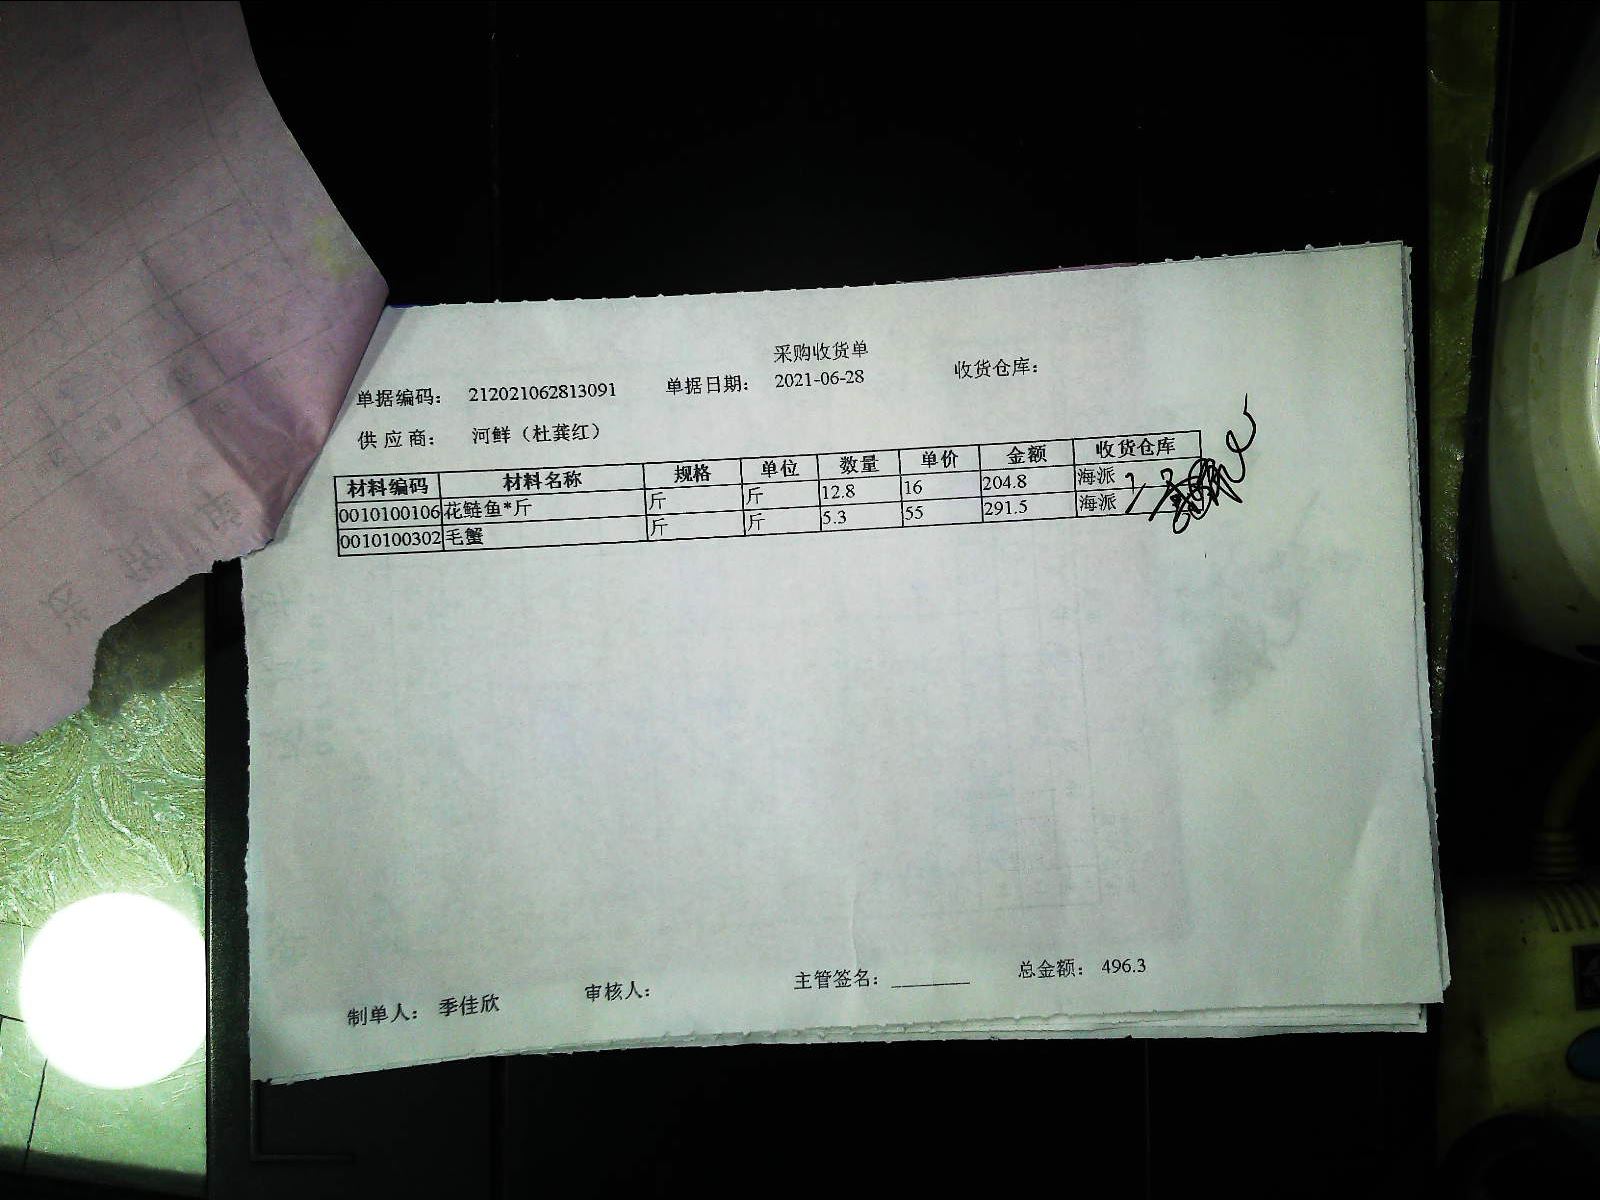 采购收货单
单据编码： 212021062813091 单据日期： 2021-06-28 收货仓库：
供 应 商： 河鲜（杜龚红）
材料编码 材料名称 规格 单位 数量 单价 金额 收货仓库
0010100106 花鲢鱼*斤 斤 斤 12.8 16 204.8 海派
0010100302 毛蟹 斤 斤 5.3 55 291.5 海派
制单人： 季佳欣 审核人： 主管签名：________ 总金额： 496.3